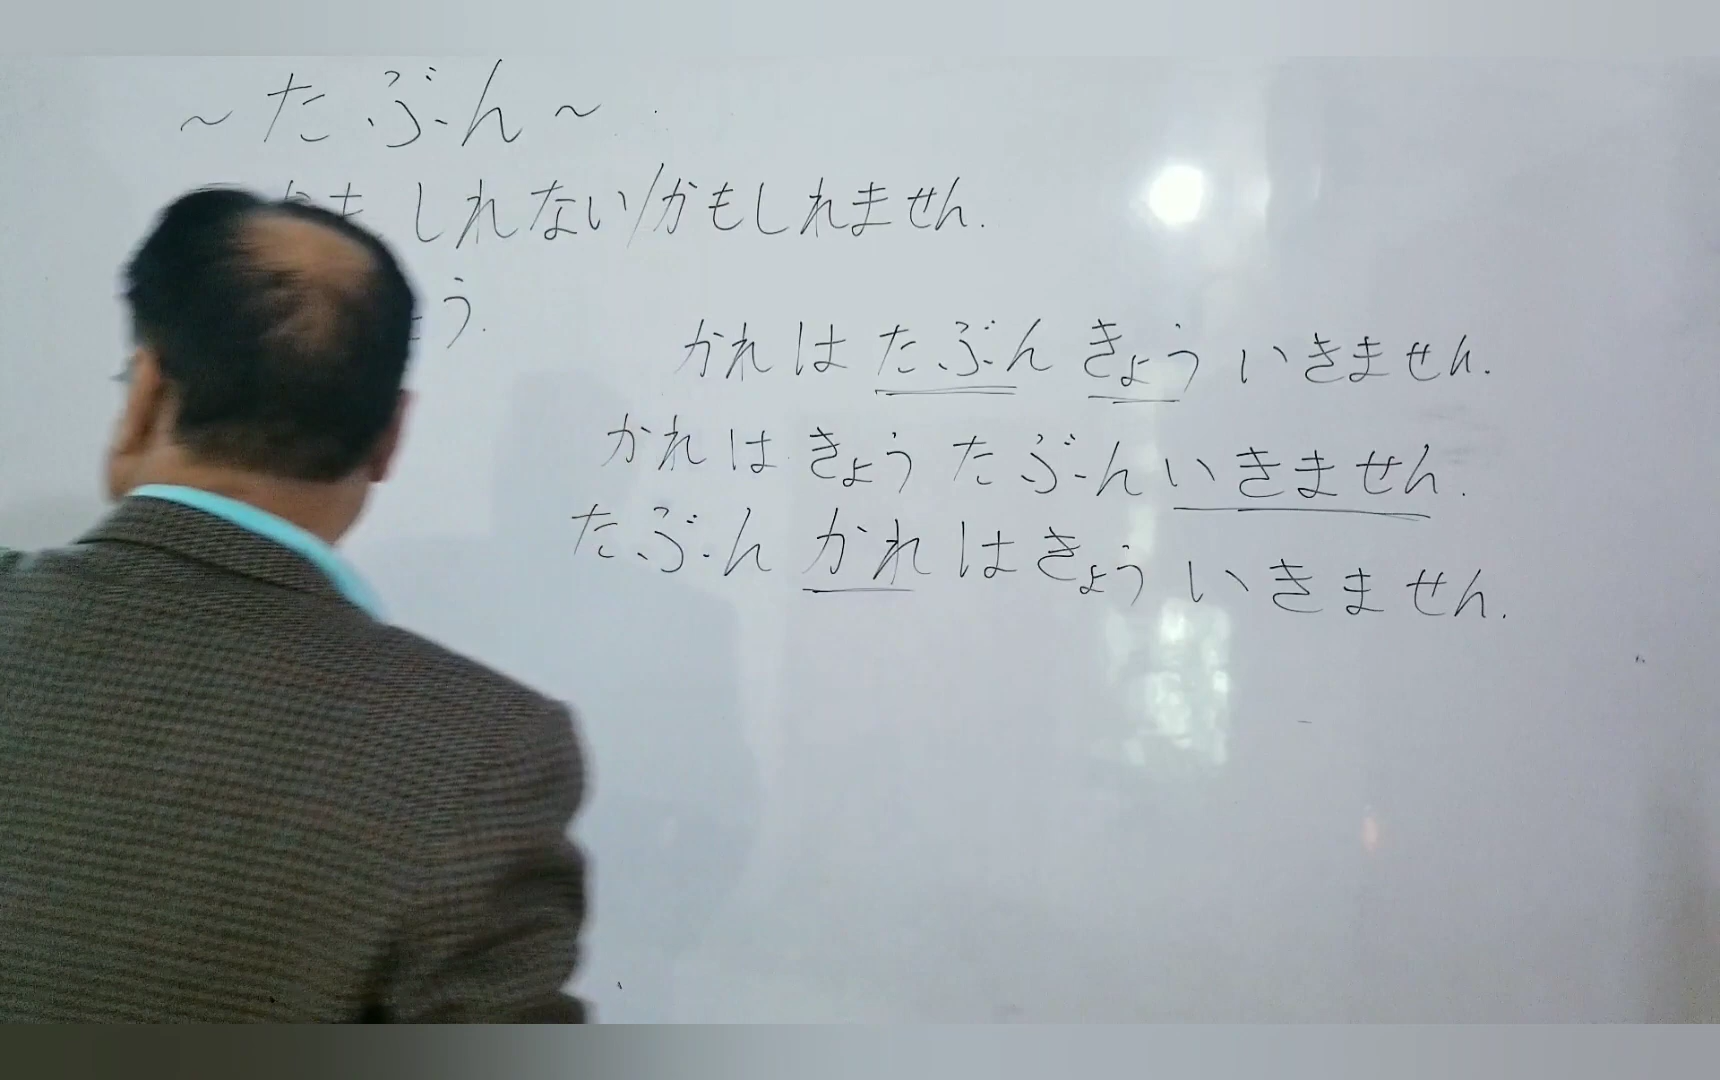 ～たぶん～
かもしれない/かもしれません.
う.
かれはたぶんきょういきません.
かれはきょうたぶんいきません.
たぶんかれはきょういきません.